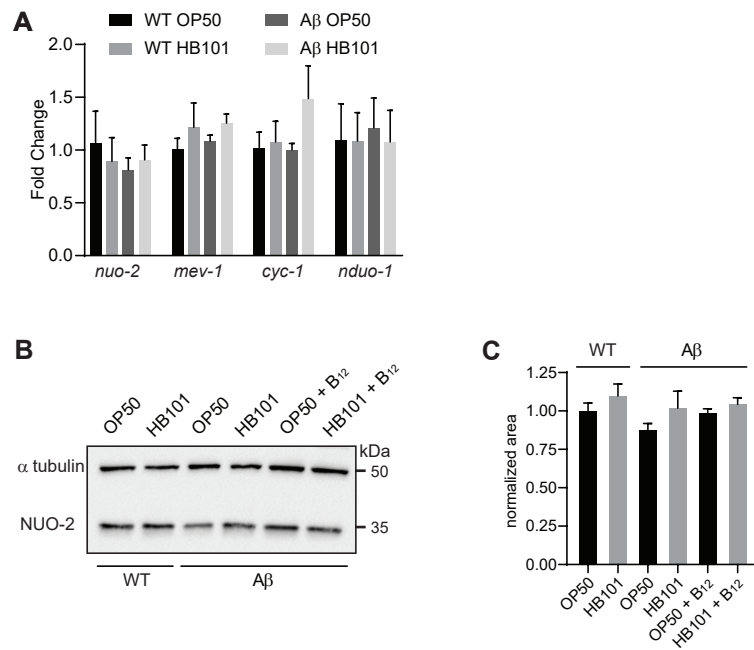 A
WT OP50
Aβ OP50
WT HB101
Aβ HB101
Fold Change
2.0
1.5
1.0
0.5
0.0
nuo-2
mev-1
cyc-1
nduo-1
B
OP50
HB101
OP50
HB101
OP50 + B₁₂
HB101 + B₁₂
kDa
α tubulin
50
NUO-2
35
WT
Aβ
C
WT
Aβ
normalized area
1.25
1.00
0.75
0.50
0.25
0.00
OP50
HB101
OP50
HB101
OP50 + B₁₂
HB101 + B₁₂